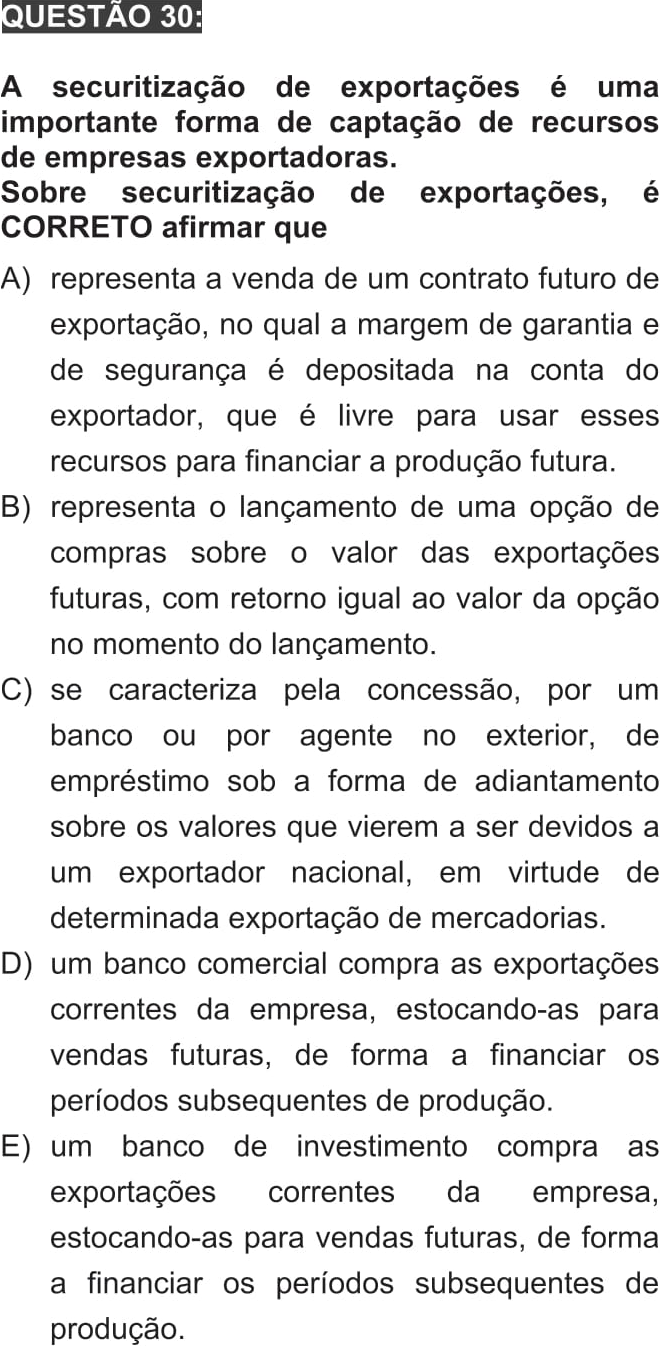 QUESTÃO 30:
A securitização de exportações é uma
importante forma de captação de recursos
de empresas exportadoras.
Sobre securitização de exportações, é
CORRETO afirmar que
A) representa a venda de um contrato futuro de
exportação, no qual a margem de garantia e
de segurança é depositada na conta do
exportador, que é livre para usar esses
recursos para financiar a produção futura.
B) representa o lançamento de uma opção de
compras sobre o valor das exportações
futuras, com retorno igual ao valor da opção
no momento do lançamento.
C) se caracteriza pela concessão, por um
banco ou por agente no exterior, de
empréstimo sob a forma de adiantamento
sobre os valores que vierem a ser devidos a
um exportador nacional, em virtude de
determinada exportação de mercadorias.
D) um banco comercial compra as exportações
correntes da empresa, estocando-as para
vendas futuras, de forma a financiar os
períodos subsequentes de produção.
E) um banco de investimento compra as
exportações correntes da empresa,
estocando-as para vendas futuras, de forma
a financiar os períodos subsequentes de
produção.